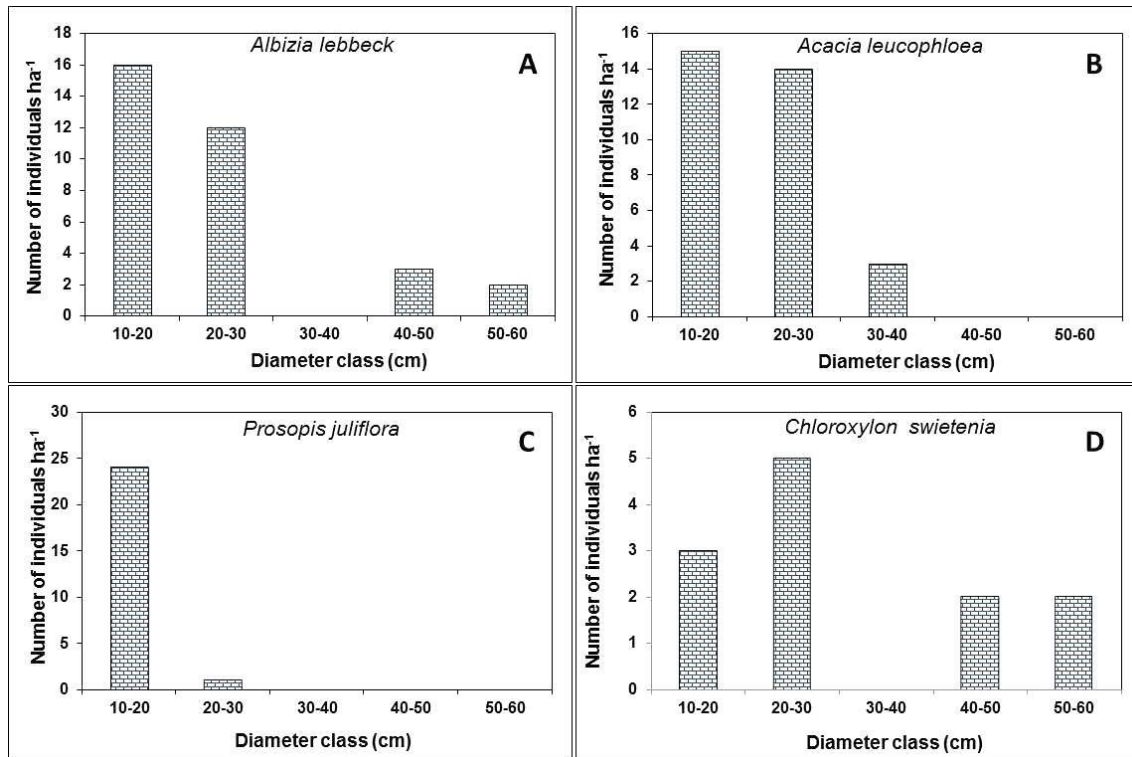 Albizia lebbeck
A
Number of individuals ha⁻¹
18
16
14
12
10
8
6
4
2
0
10-20 20-30 30-40 40-50 50-60
Diameter class (cm)
Acacia leucophloea
B
Number of individuals ha⁻¹
16
14
12
10
8
6
4
2
0
10-20 20-30 30-40 40-50 50-60
Diameter class (cm)
Prosopis juliflora
C
Number of individuals ha⁻¹
30
25
20
15
10
5
0
10-20 20-30 30-40 40-50 50-60
Diameter class (cm)
Chloroxylon swietenia
D
Number of individuals ha⁻¹
6
5
4
3
2
1
0
10-20 20-30 30-40 40-50 50-60
Diameter class (cm)